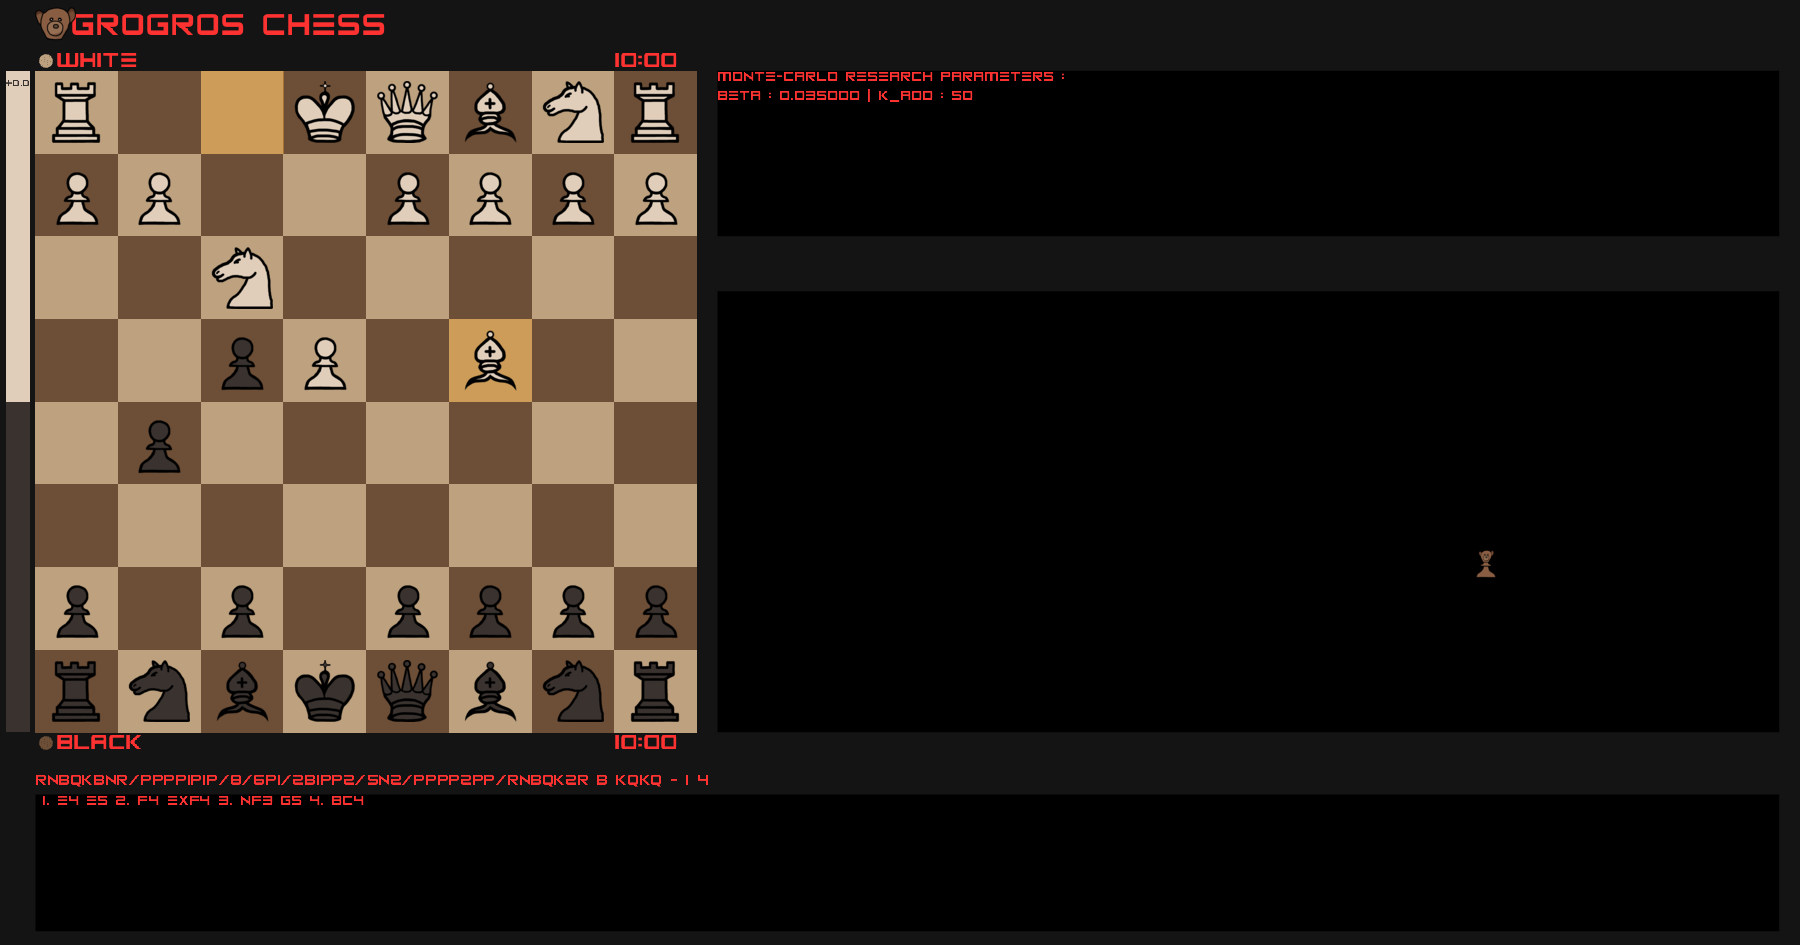 GROGROS CHESS
WHITE 10:00
+0.0
MONTE-CARLO RESEARCH PARAMETERS :
BETA : 0.035000 | K_ADD : 50
BLACK 10:00
RNBQKBNR/PPPP1P1P/8/6P1/2B1PP2/5N2/PPPP2PP/RNBQK2R B KQKQ - 1 4
1. E4 E5 2. F4 EXF4 3. NF3 G5 4. BC4